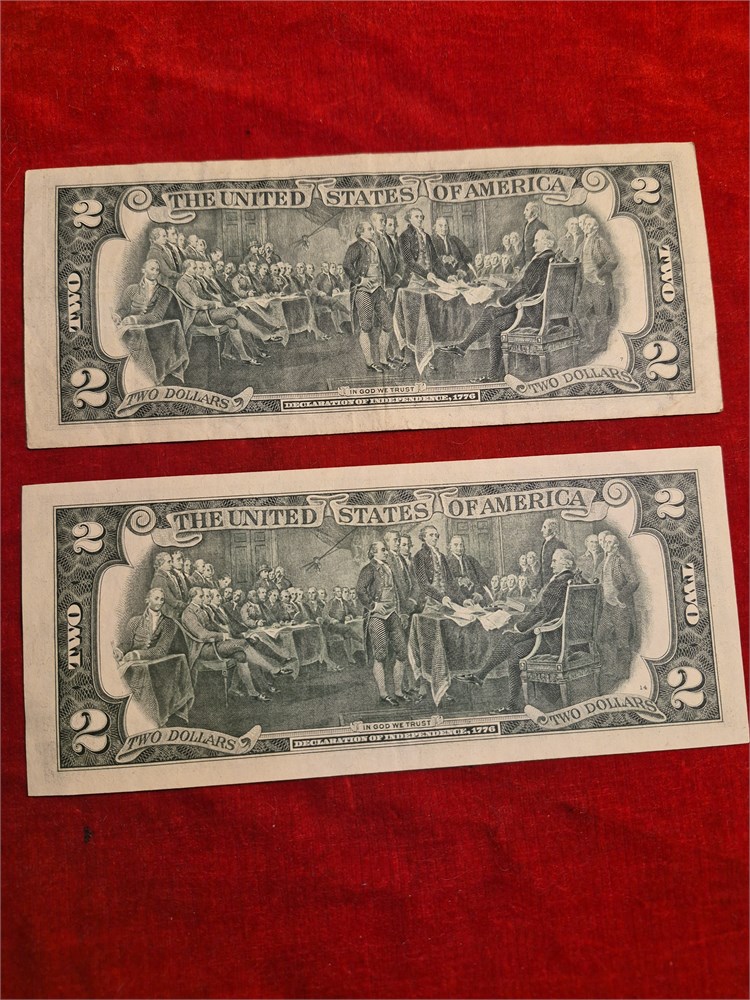 2 THE UNITED STATES OF AMERICA 2
TWO TWO
2 TWO DOLLARS IN GOD WE TRUST TWO DOLLARS 2
DECLARATION OF INDEPENDENCE, 1776
2 THE UNITED STATES OF AMERICA 2
TWO TWO
14
2 TWO DOLLARS IN GOD WE TRUST TWO DOLLARS 2
DECLARATION OF INDEPENDENCE, 1776